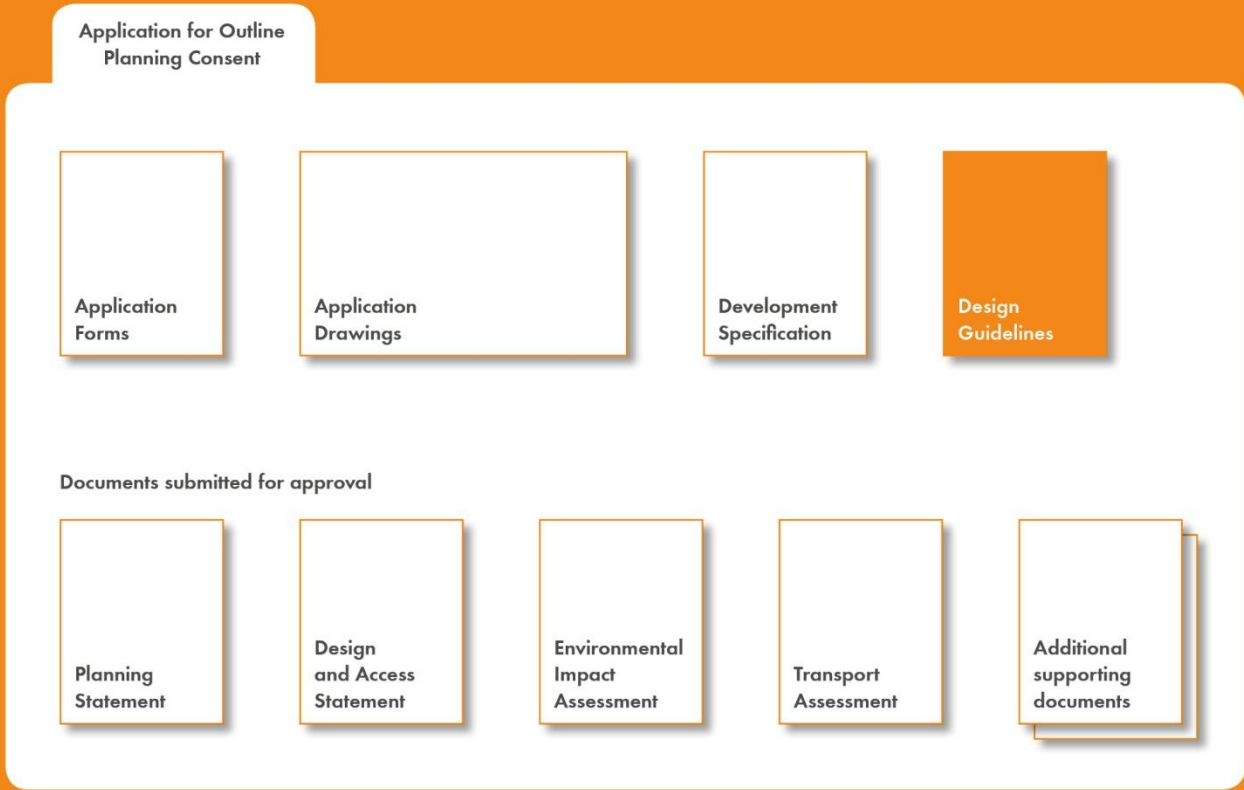 Application for Outline
Planning Consent
Application
Forms
Application
Drawings
Development
Specification
Design
Guidelines
Documents submitted for approval
Planning
Statement
Design
and Access
Statement
Environmental
Impact
Assessment
Transport
Assessment
Additional
supporting
documents